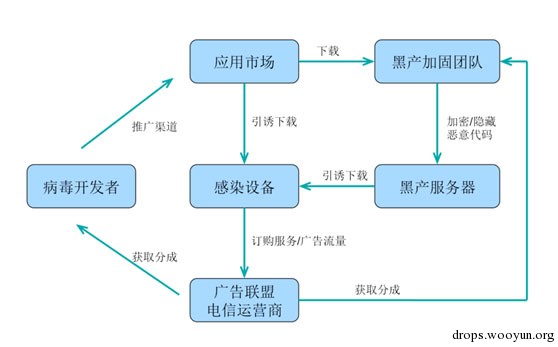 应用市场
下载
黑产加固团队
推广渠道
引诱下载
加密/隐藏
恶意代码
病毒开发者
感染设备
引诱下载
黑产服务器
订购服务/广告流量
获取分成
广告联盟
电信运营商
获取分成
drops.wooyun.org